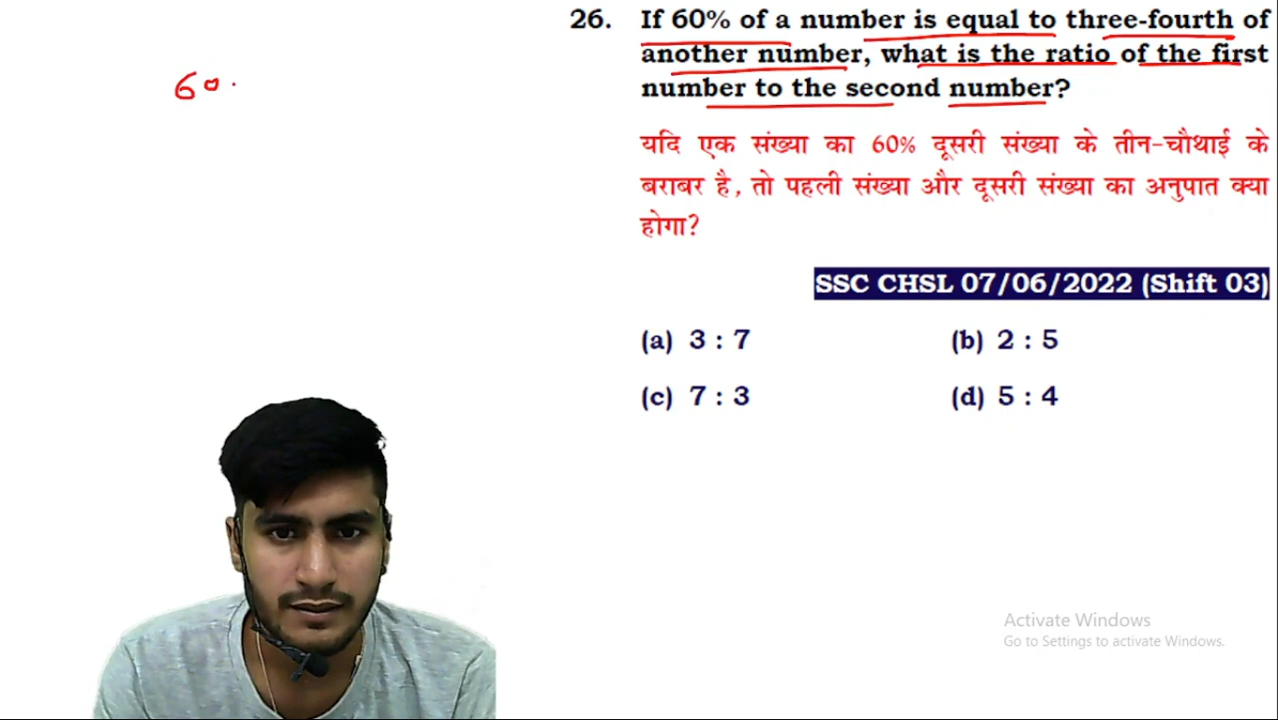 26. If 60% of a number is equal to three-fourth of
another number, what is the ratio of the first
number to the second number?
60.
यदि एक संख्या का 60% दूसरी संख्या के तीन-चौथाई के
बराबर है, तो पहली संख्या और दूसरी संख्या का अनुपात क्या
होगा?
SSC CHSL 07/06/2022 (Shift 03)
(a) 3 : 7 (b) 2 : 5
(c) 7 : 3 (d) 5 : 4
Activate Windows
Go to Settings to activate Windows.